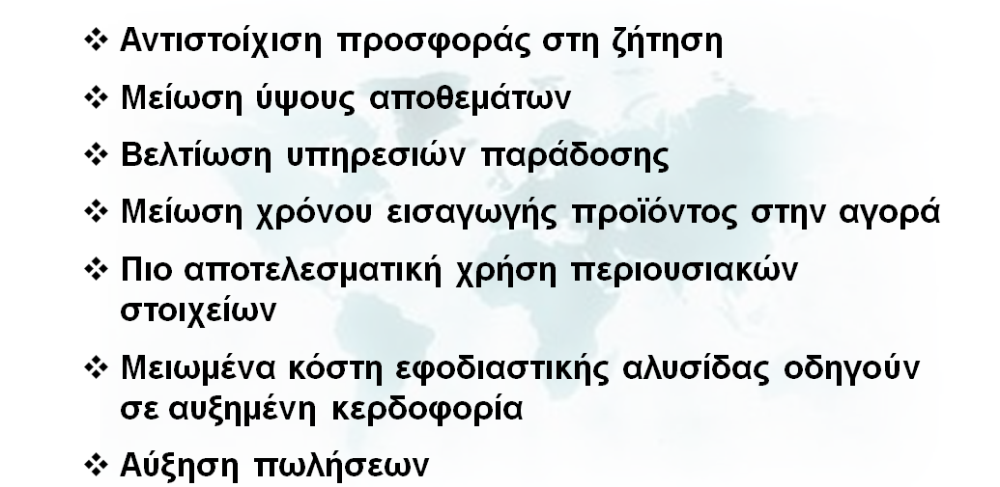 ❖ Αντιστοίχιση προσφοράς στη ζήτηση
❖ Μείωση ύψους αποθεμάτων
❖ Βελτίωση υπηρεσιών παράδοσης
❖ Μείωση χρόνου εισαγωγής προϊόντος στην αγορά
❖ Πιο αποτελεσματική χρήση περιουσιακών
στοιχείων
❖ Μειωμένα κόστη εφοδιαστικής αλυσίδας οδηγούν
σε αυξημένη κερδοφορία
❖ Αύξηση πωλήσεων